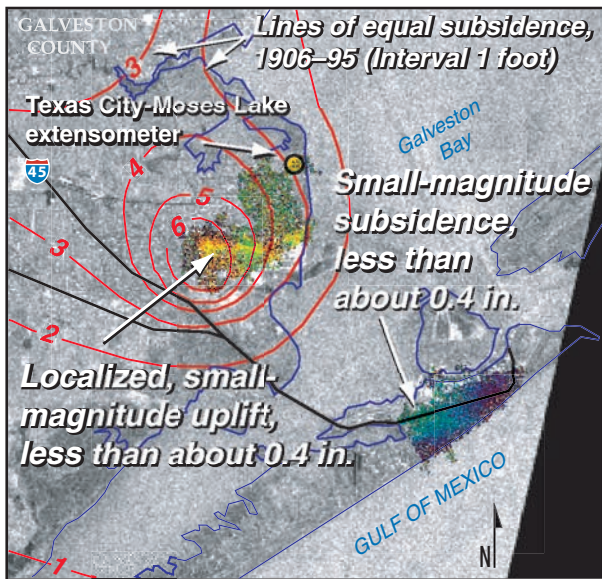 GALVESTON
COUNTY
Lines of equal subsidence,
1906–95 (Interval 1 foot)
3
Texas City-Moses Lake
extensometer
Galveston
Bay
45
4
Small-magnitude
subsidence,
less than
about 0.4 in.
5
6
3
2
Localized, small-
magnitude uplift,
less than about 0.4 in.
GULF OF MEXICO
N
1